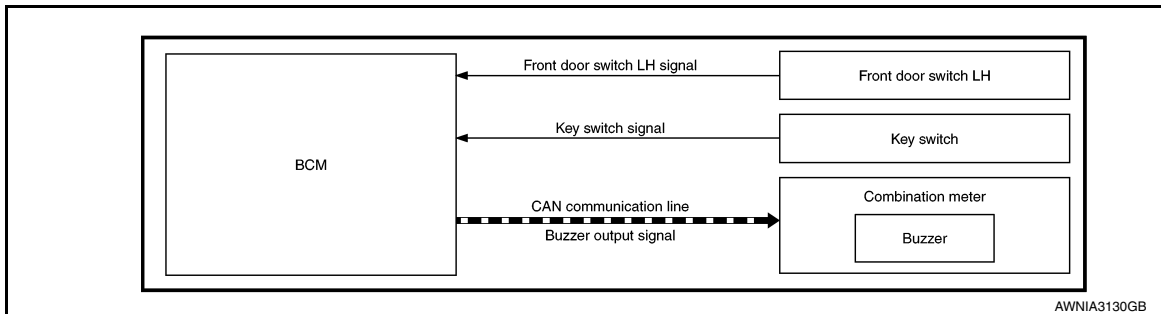 Front door switch LH signal
Front door switch LH
Key switch signal
Key switch
BCM
Combination meter
CAN communication line
Buzzer output signal
Buzzer
AWNIA3130GB